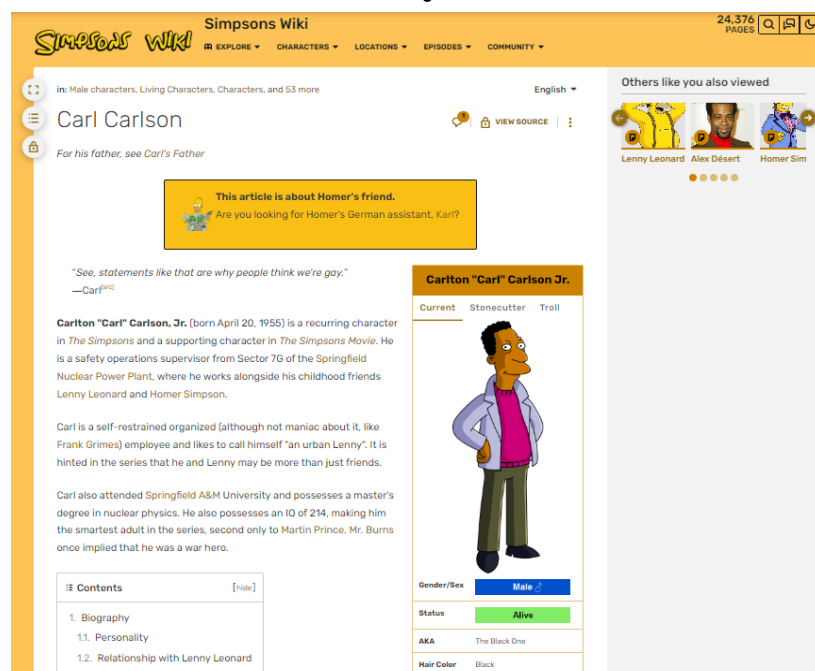 SIMPSONS WIKI
Simpsons Wiki
EXPLORE
CHARACTERS
LOCATIONS
EPISODES
COMMUNITY
24,376
PAGES
in: Male characters, Living Characters, Characters, and 53 more
English
Carl Carlson
1
VIEW SOURCE
For his father, see Carl's Father
This article is about Homer's friend.
Are you looking for Homer's German assistant, Karl?
"See, statements like that are why people think we're gay."
—Carl[src]
Carlton "Carl" Carlson, Jr. (born April 20, 1955) is a recurring character
in The Simpsons and a supporting character in The Simpsons Movie. He
is a safety operations supervisor from Sector 7G of the Springfield
Nuclear Power Plant, where he works alongside his childhood friends
Lenny Leonard and Homer Simpson.
Carl is a self-restrained organized (although not maniac about it, like
Frank Grimes) employee and likes to call himself "an urban Lenny". It is
hinted in the series that he and Lenny may be more than just friends.
Carl also attended Springfield A&M University and possesses a master's
degree in nuclear physics. He also possesses an IQ of 214, making him
the smartest adult in the series, second only to Martin Prince. Mr. Burns
once implied that he was a war hero.
Contents [hide]
1. Biography
1.1. Personality
1.2. Relationship with Lenny Leonard
Carlton "Carl" Carlson Jr.
Current Stonecutter Troll
Gender/Sex Male ♂
Status Alive
AKA The Black One
Hair Color Black
Others like you also viewed
Lenny Leonard
Alex Désert
Homer Sim